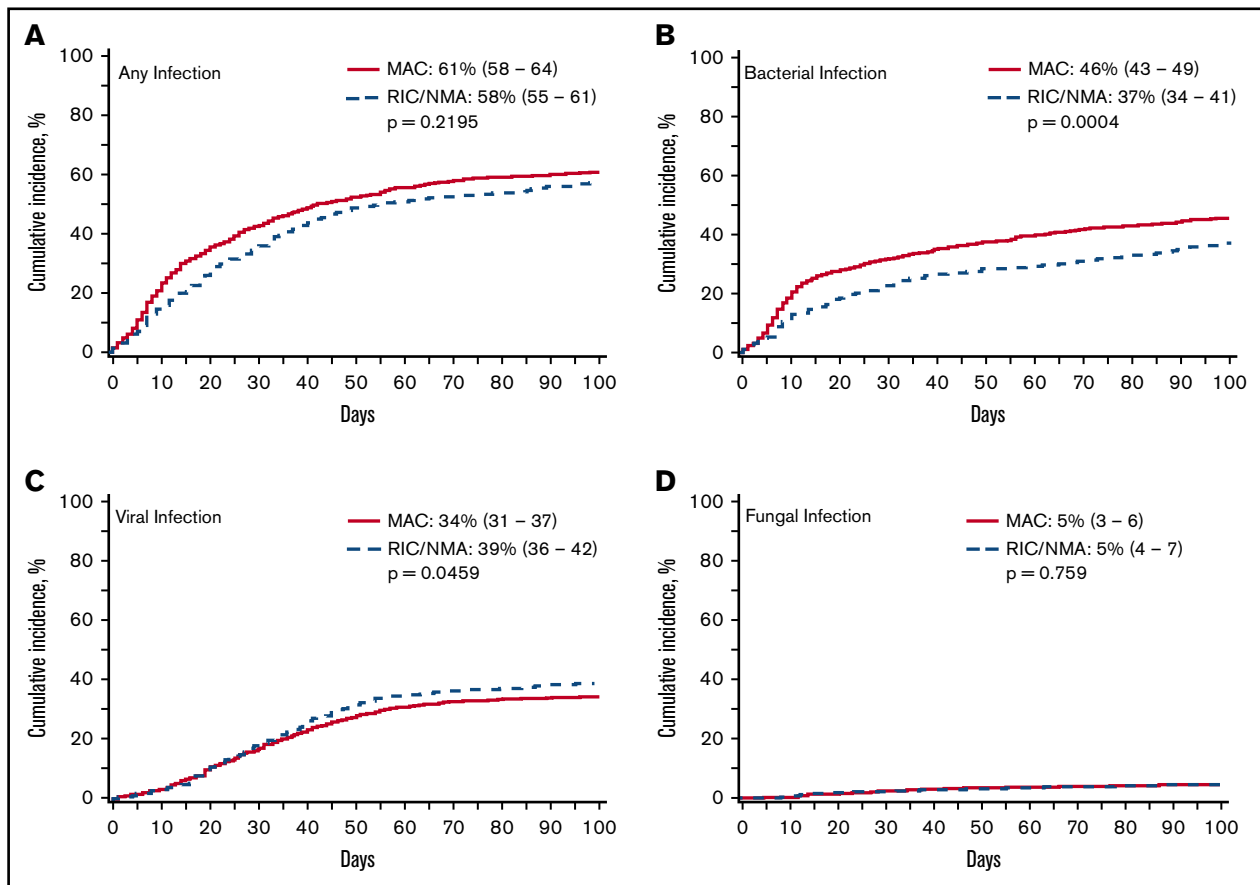 A
Any Infection
MAC: 61% (58 – 64)
RIC/NMA: 58% (55 – 61)
p = 0.2195
Cumulative incidence, %
100
80
60
40
20
0
0 10 20 30 40 50 60 70 80 90 100
Days
B
Bacterial Infection
MAC: 46% (43 – 49)
RIC/NMA: 37% (34 – 41)
p = 0.0004
Cumulative incidence, %
100
80
60
40
20
0
0 10 20 30 40 50 60 70 80 90 100
Days
C
Viral Infection
MAC: 34% (31 – 37)
RIC/NMA: 39% (36 – 42)
p = 0.0459
Cumulative incidence, %
100
80
60
40
20
0
0 10 20 30 40 50 60 70 80 90 100
Days
D
Fungal Infection
MAC: 5% (3 – 6)
RIC/NMA: 5% (4 – 7)
p = 0.759
Cumulative incidence, %
100
80
60
40
20
0
0 10 20 30 40 50 60 70 80 90 100
Days